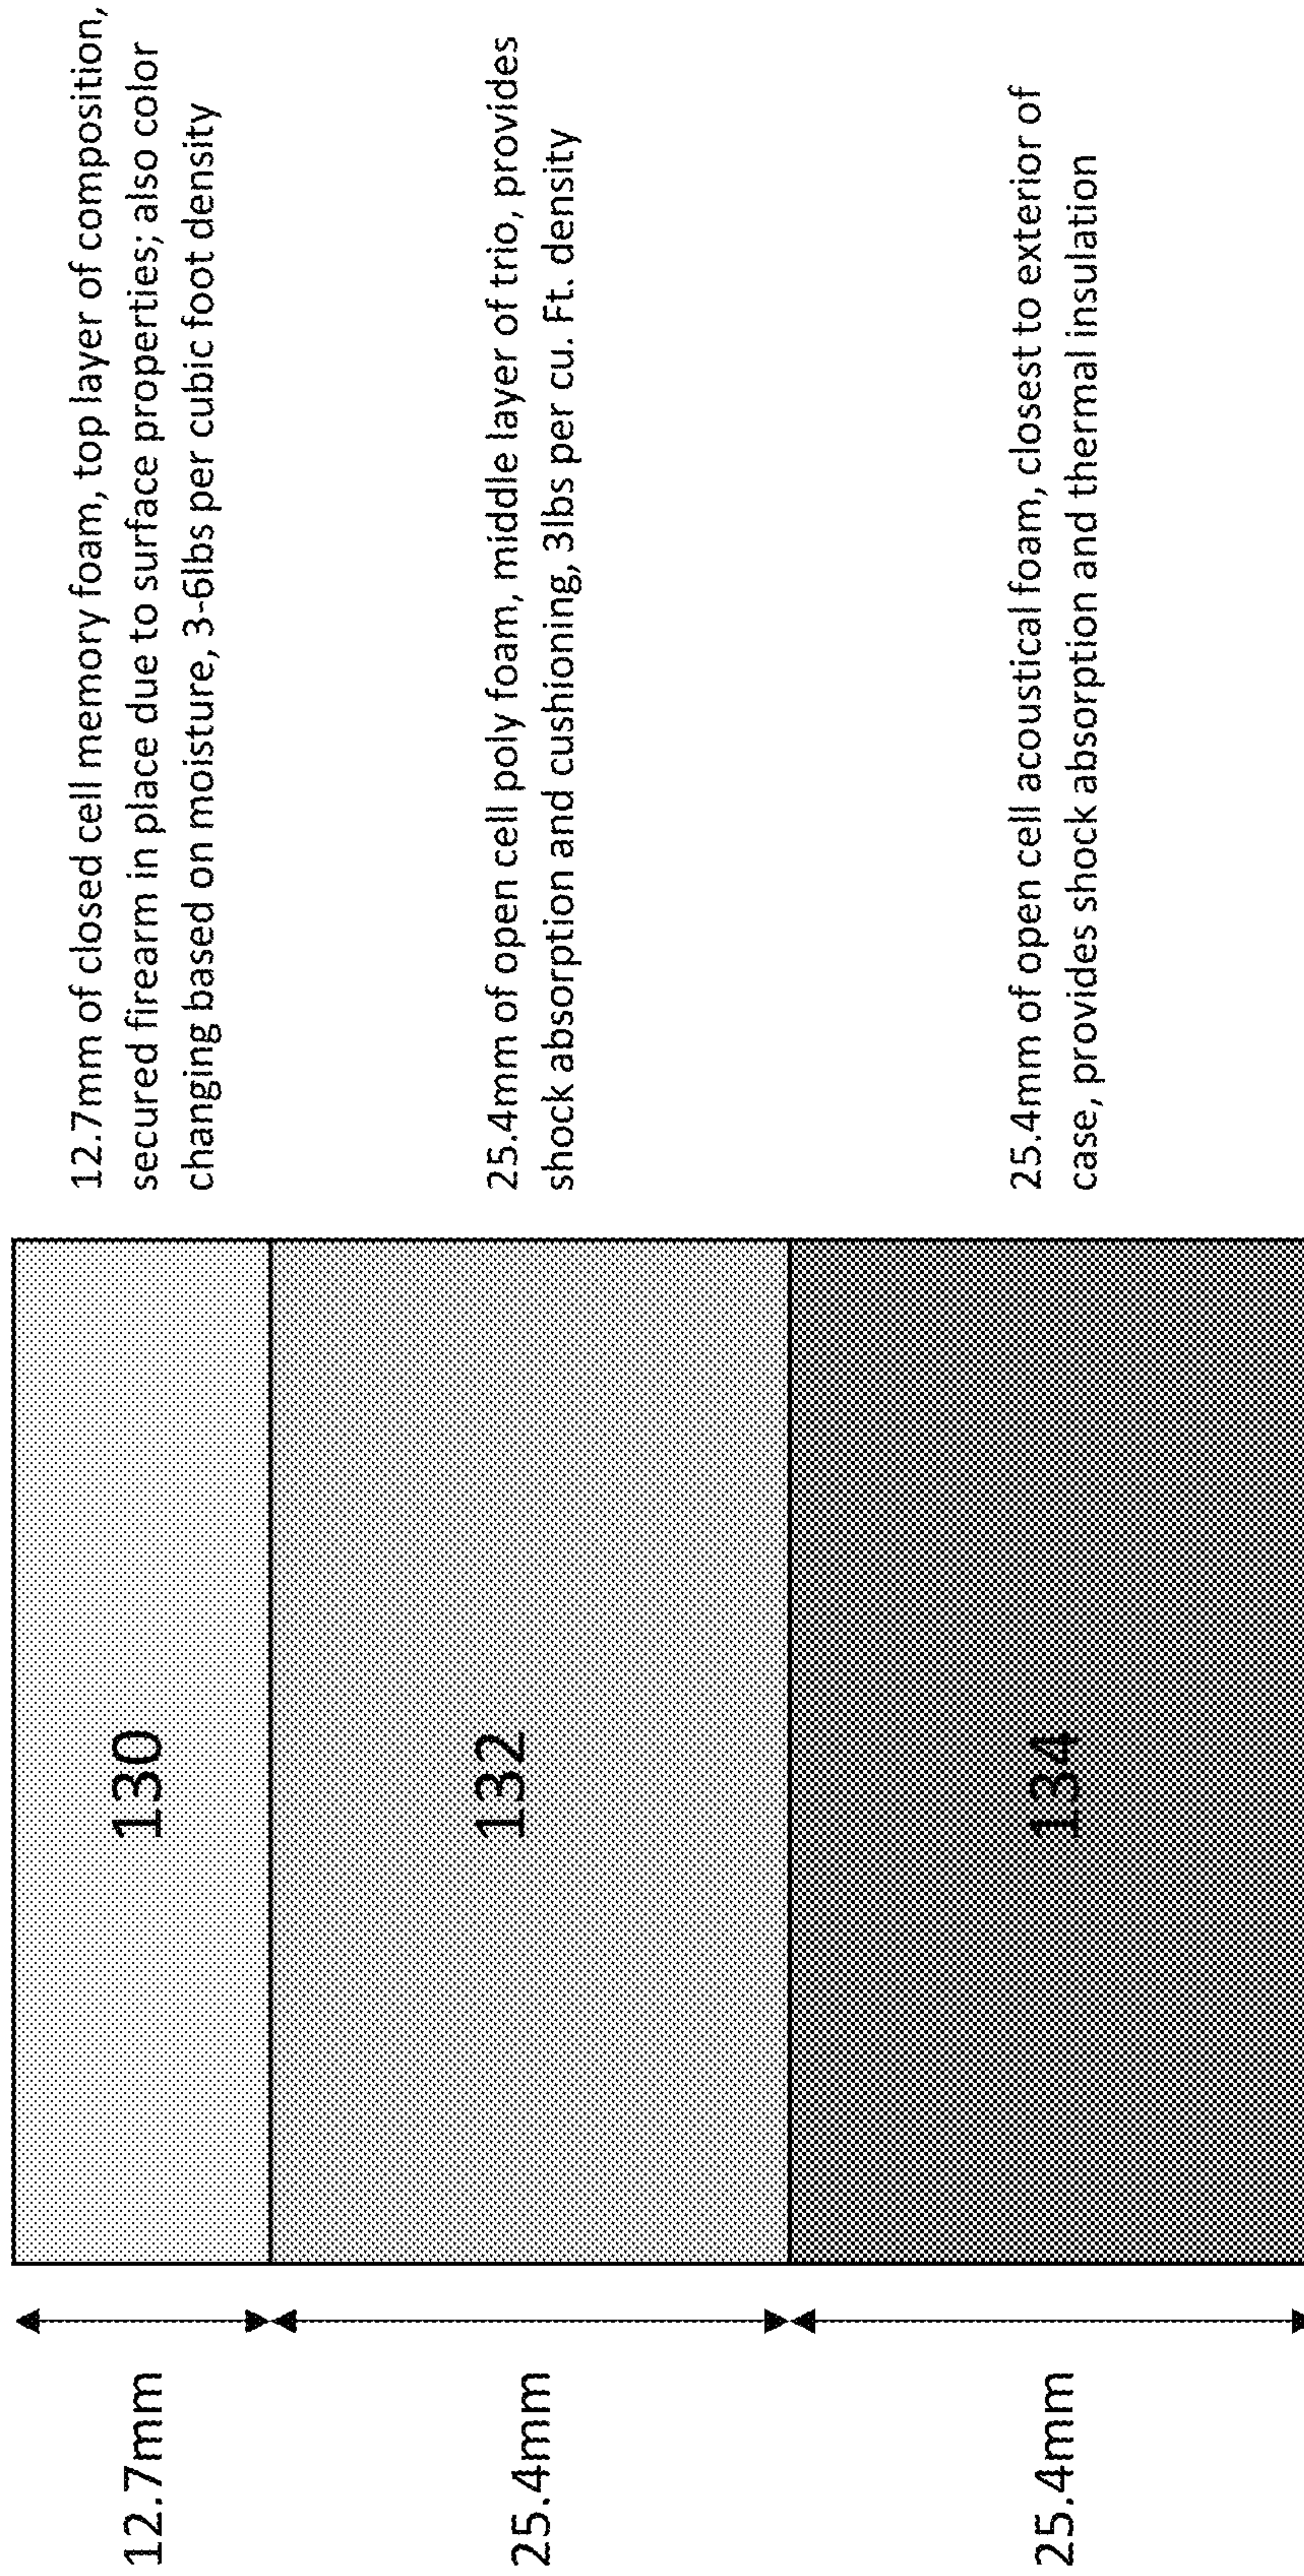 12.7mm
130
12.7mm of closed cell memory foam, top layer of composition,
secured firearm in place due to surface properties; also color
changing based on moisture, 3-6lbs per cubic foot density
25.4mm
132
25.4mm of open cell poly foam, middle layer of trio, provides
shock absorption and cushioning, 3lbs per cu. Ft. density
25.4mm
134
25.4mm of open cell acoustical foam, closest to exterior of
case, provides shock absorption and thermal insulation